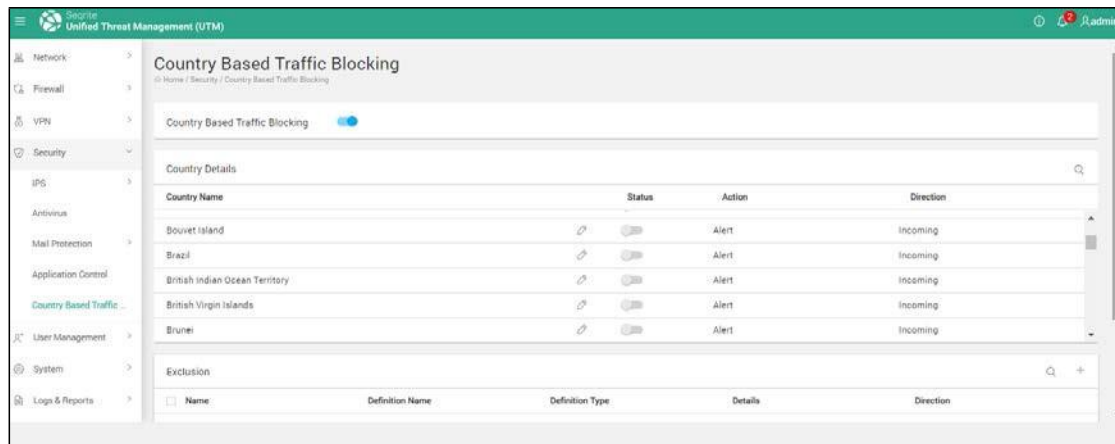 Seqrite
Unified Threat Management (UTM)
2
admin
Network
Firewall
VPN
Security
IPS
Antivirus
Mail Protection
Application Control
Country Based Traffic ...
User Management
System
Logs & Reports
Country Based Traffic Blocking
Home / Security / Country Based Traffic Blocking
Country Based Traffic Blocking
Country Details
Country Name Status Action Direction
Bouvet Island Alert Incoming
Brazil Alert Incoming
British Indian Ocean Territory Alert Incoming
British Virgin Islands Alert Incoming
Brunei Alert Incoming
Exclusion
Name Definition Name Definition Type Details Direction